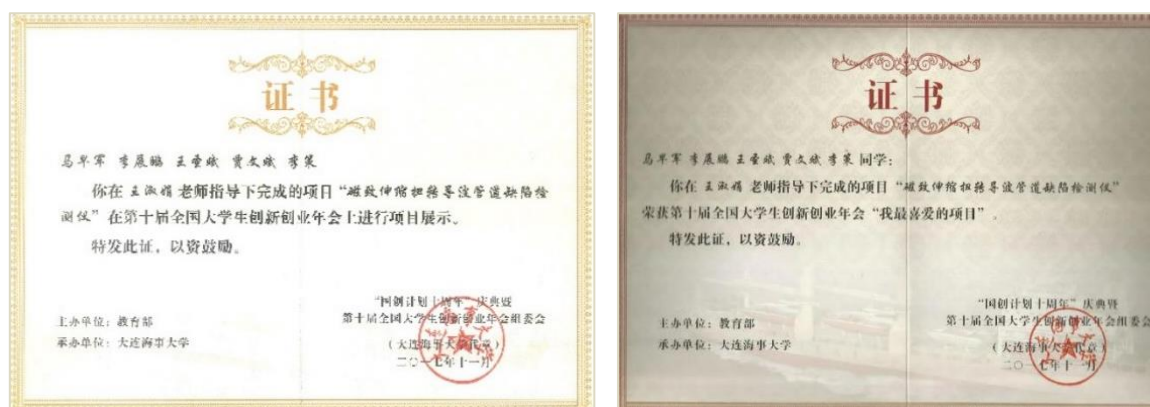 证书
马早军 李展鹏 王奎斌 贾文斌 李策
你在 王淑娟 老师指导下完成的项目“磁致伸缩扭转导波管道缺陷检
测仪”在第十届全国大学生创新创业年会上进行项目展示。
特发此证，以资鼓励。
“国创计划十周年”庆典暨
第十届全国大学生创新创业年会组委会
主办单位：教育部
承办单位：大连海事大学
（大连海事大学代章）
二〇一七年十一月
证书
马早军 李展鹏 王奎斌 贾文斌 李策 同学：
你在 王淑娟 老师指导下完成的项目“磁致伸缩扭转导波管道缺陷检测仪”
荣获第十届全国大学生创新创业年会“我最喜爱的项目”。
特发此证，以资鼓励。
“国创计划十周年”庆典暨
第十届全国大学生创新创业年会组委会
主办单位：教育部
承办单位：大连海事大学
（大连海事大学代章）
二〇一七年十一月